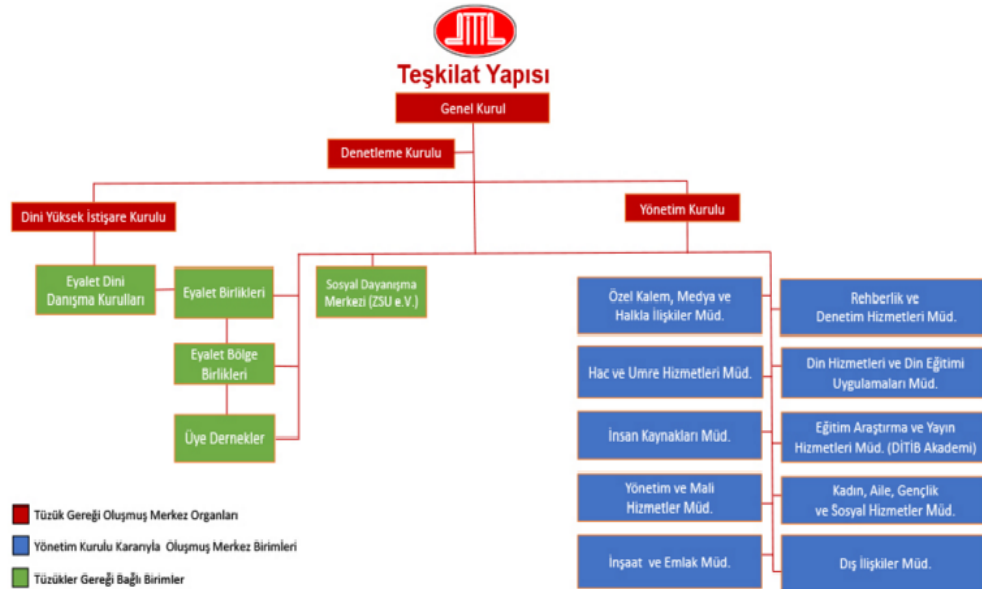 Teşkilat Yapısı
Genel Kurul
Denetleme Kurulu
Dini Yüksek İstişare Kurulu
Yönetim Kurulu
Eyalet Dini
Danışma Kurulları
Eyalet Birlikleri
Sosyal Dayanışma
Merkezi (ZSU e.V.)
Eyalet Bölge
Birlikleri
Üye Dernekler
Özel Kalem, Medya ve
Halkla İlişkiler Müd.
Rehberlik ve
Denetim Hizmetleri Müd.
Hac ve Umre Hizmetleri Müd.
Din Hizmetleri ve Din Eğitimi
Uygulamaları Müd.
İnsan Kaynakları Müd.
Eğitim Araştırma ve Yayın
Hizmetleri Müd. (DİTİB Akademi)
Yönetim ve Mali
Hizmetler Müd.
Kadın, Aile, Gençlik
ve Sosyal Hizmetler Müd.
İnşaat ve Emlak Müd.
Dış İlişkiler Müd.
Tüzük Gereği Oluşmuş Merkez Organları
Yönetim Kurulu Kararıyla Oluşmuş Merkez Birimleri
Tüzükler Gereği Bağlı Birimler